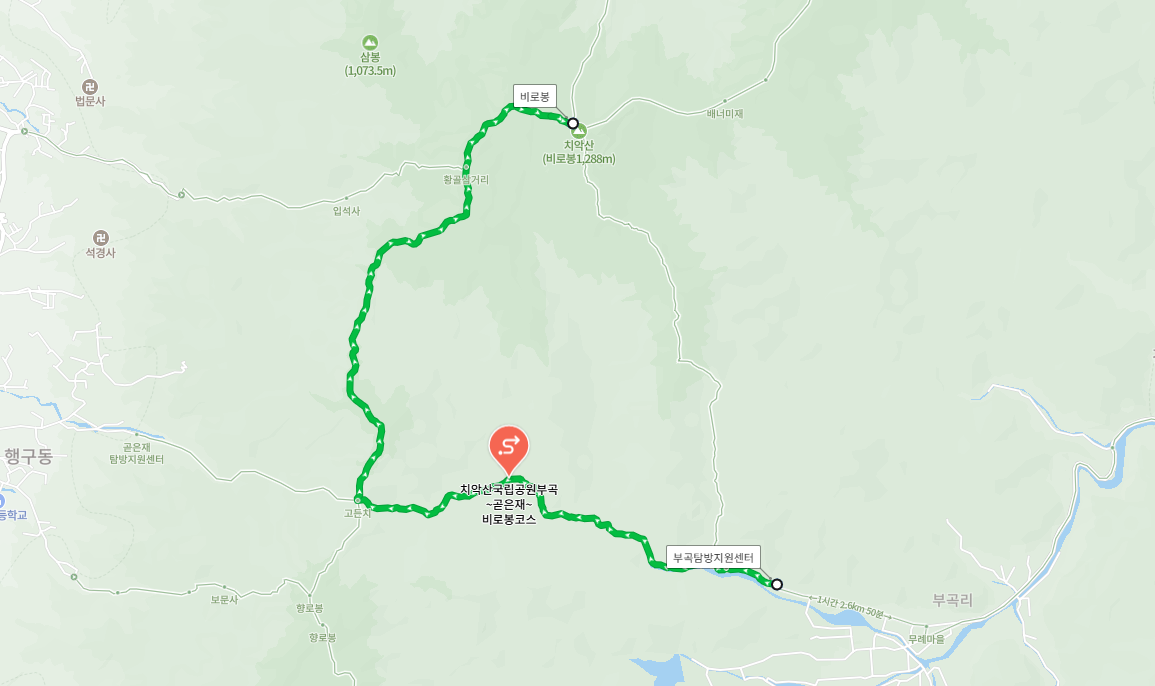 삼봉
(1,073.5m)
법문사
비로봉
배너미재
치악산
(비로봉1,288m)
황골삼거리
입석사
석경사
곧은재
탐방지원센터
행구동
등학교
치악산국립공원부곡
~곧은재~
비로봉코스
고든치
부곡탐방지원센터
보문사
향로봉
향로봉
←1시간 2.6km 50분→
부곡리
무레마을